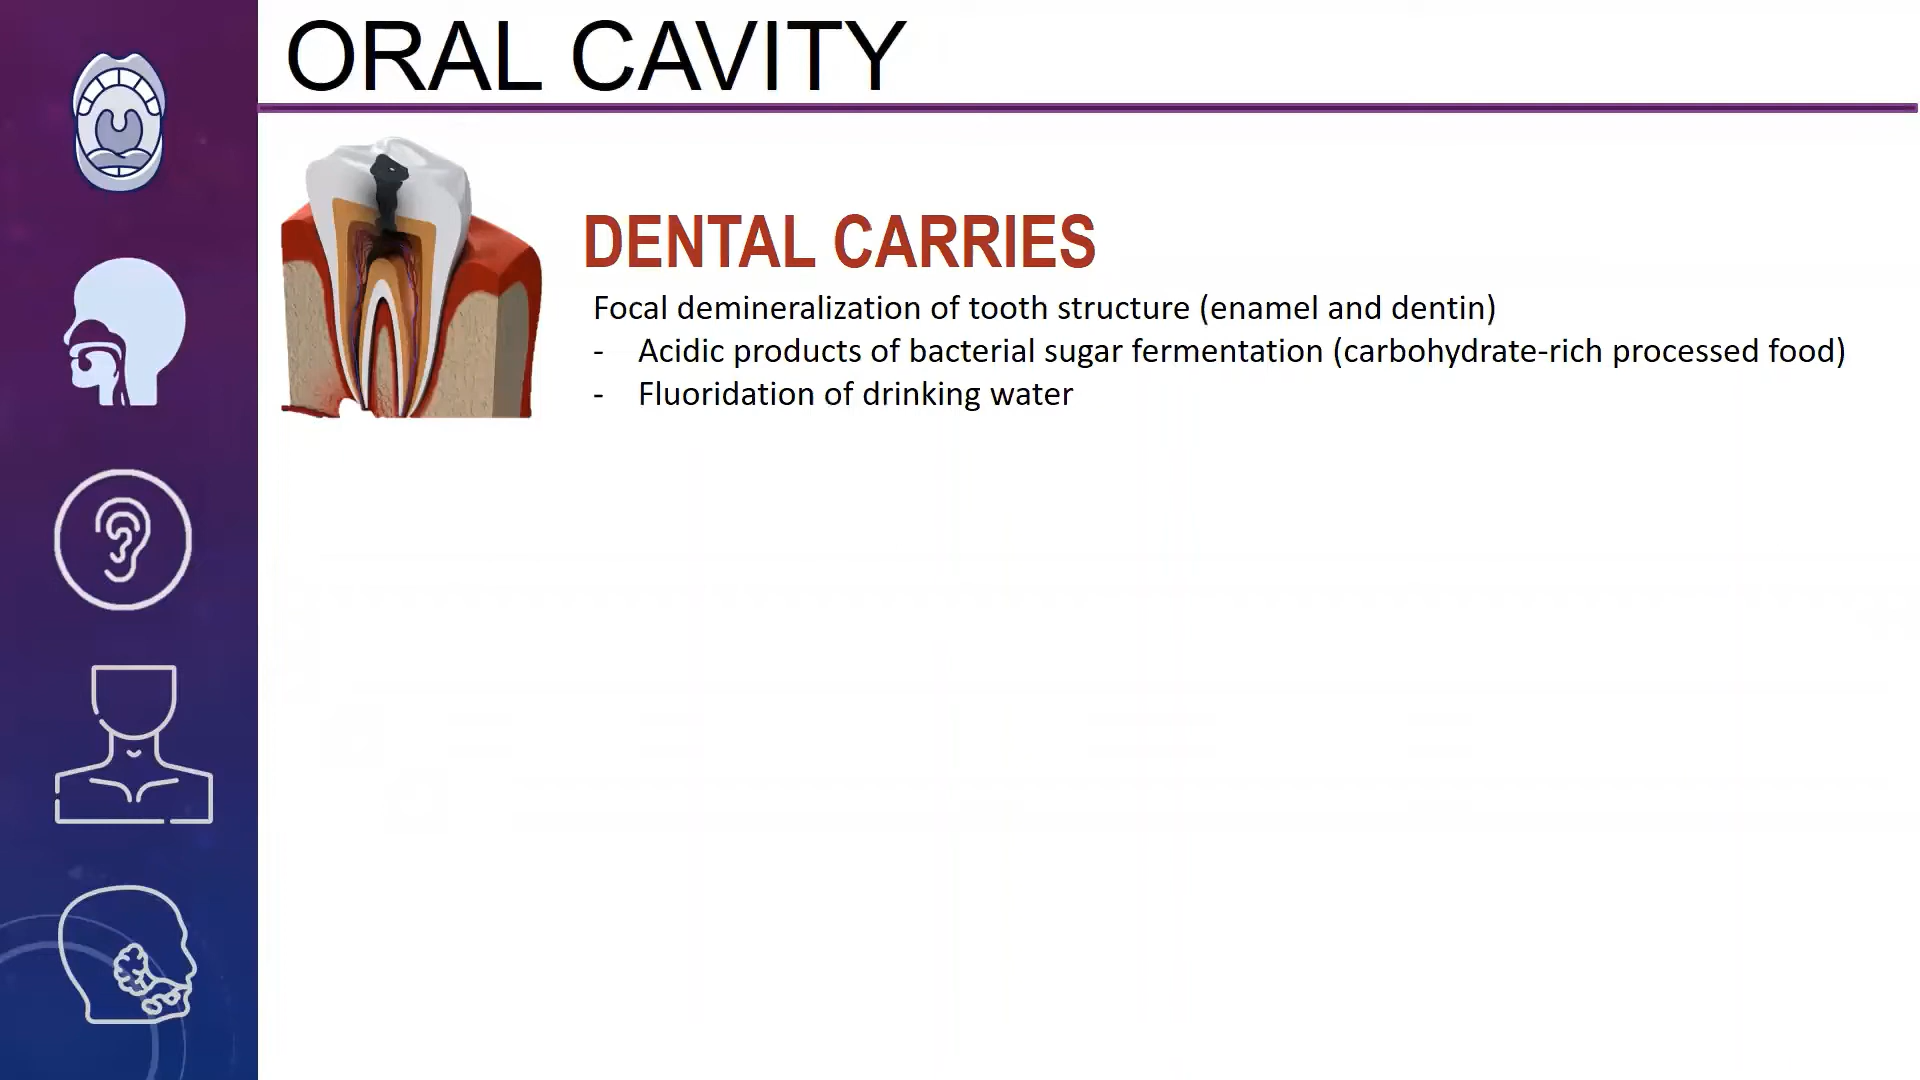 ORAL CAVITY
DENTAL CARRIES
Focal demineralization of tooth structure (enamel and dentin)
- Acidic products of bacterial sugar fermentation (carbohydrate-rich processed food)
- Fluoridation of drinking water